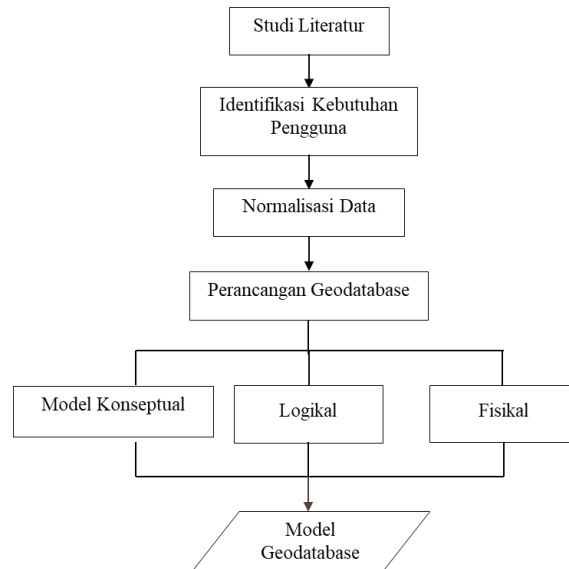 Studi Literatur
Identifikasi Kebutuhan
Pengguna
Normalisasi Data
Perancangan Geodatabase
Model Konseptual
Logikal
Fisikal
Model
Geodatabase